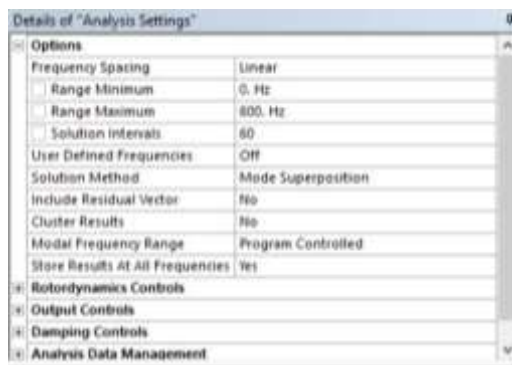 Details of "Analysis Settings"
Options
Frequency Spacing Linear
Range Minimum 0. Hz
Range Maximum 800. Hz
Solution Intervals 60
User Defined Frequencies Off
Solution Method Mode Superposition
Include Residual Vector No
Cluster Results No
Modal Frequency Range Program Controlled
Store Results At All Frequencies Yes
Rotordynamics Controls
Output Controls
Damping Controls
Analysis Data Management